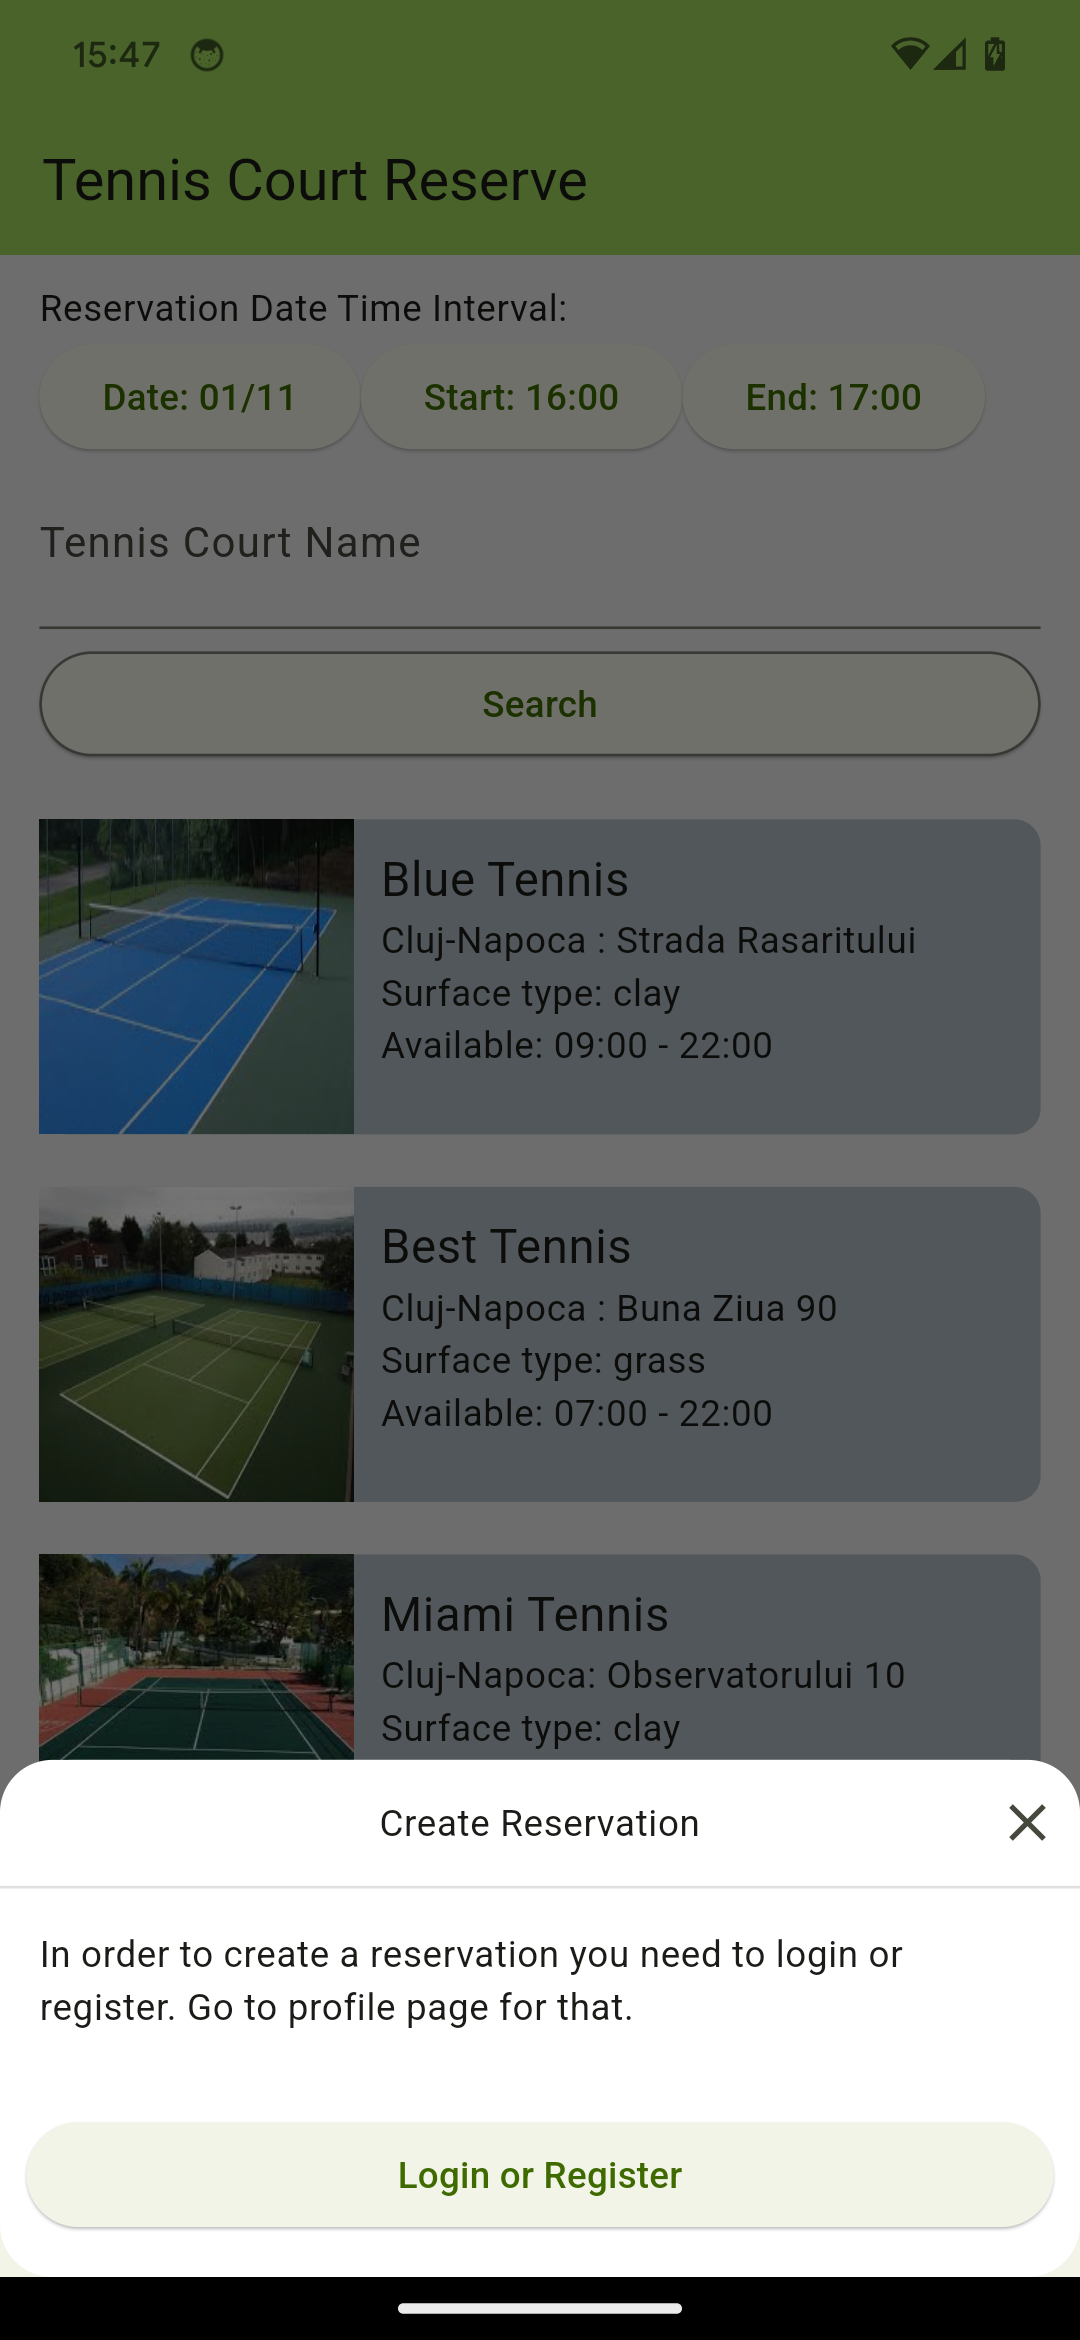 15:47
Tennis Court Reserve
Reservation Date Time Interval:
Date: 01/11 Start: 16:00 End: 17:00
Tennis Court Name
Search
Blue Tennis
Cluj-Napoca : Strada Rasaritului
Surface type: clay
Available: 09:00 - 22:00
Best Tennis
Cluj-Napoca : Buna Ziua 90
Surface type: grass
Available: 07:00 - 22:00
Miami Tennis
Cluj-Napoca: Observatorului 10
Surface type: clay
Create Reservation
In order to create a reservation you need to login or
register. Go to profile page for that.
Login or Register